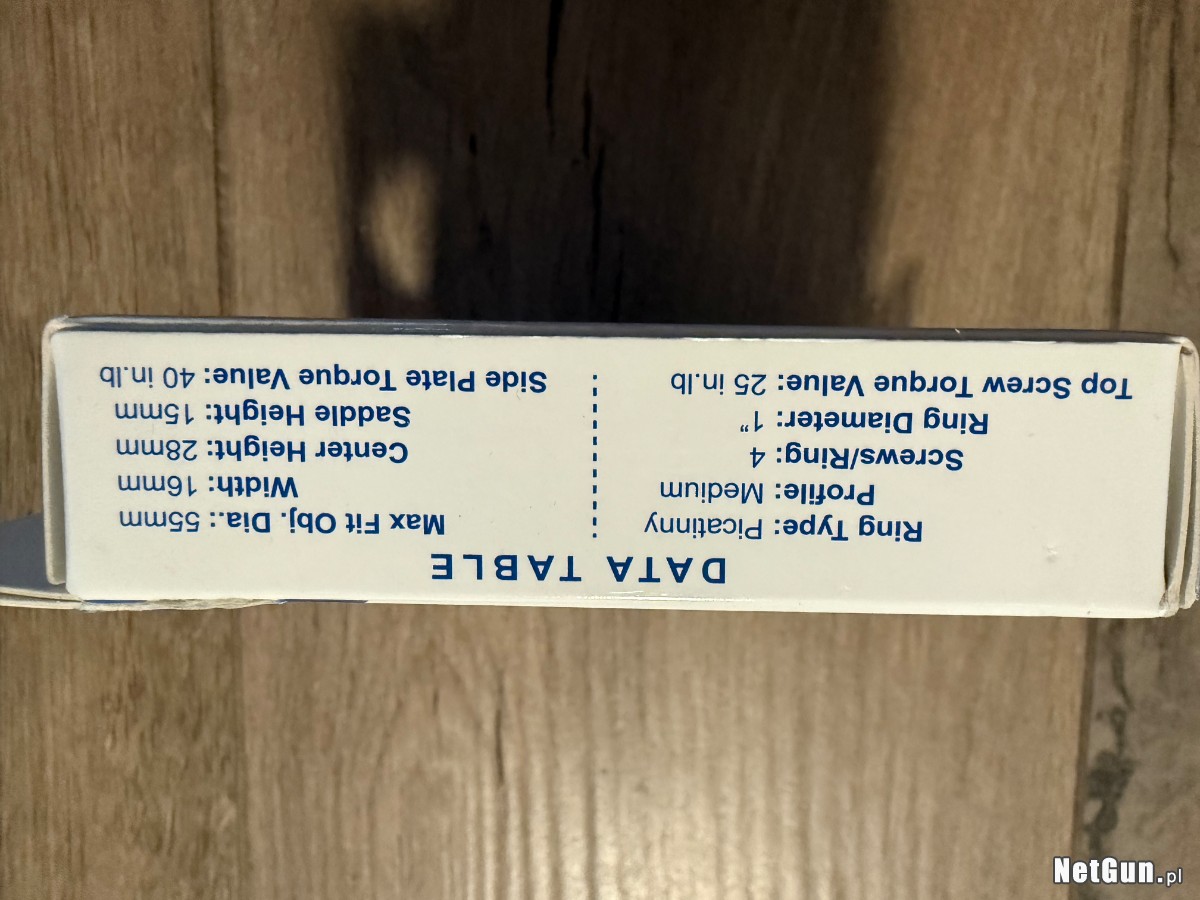 DATA TABLE
Ring Type: Picatinny
Profile: Medium
Screws/Ring: 4
Ring Diameter: 1”
Top Screw Torque Value: 25 in.lb
Max Fit Obj. Dia.: 55mm
Width: 16mm
Center Height: 28mm
Saddle Height: 15mm
Side Plate Torque Value: 40 in.lb
NetGun.pl